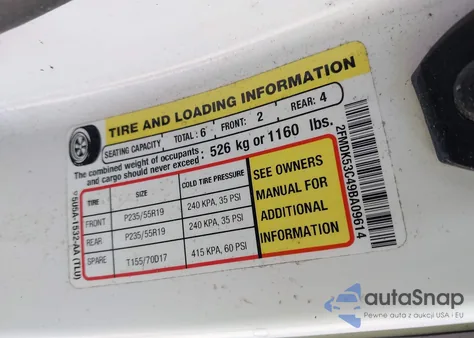 TIRE AND LOADING INFORMATION
SEATING CAPACITY TOTAL: 6 FRONT: 2 REAR: 4
The combined weight of occupants
and cargo should never exceed: 526 kg or 1160 lbs.
TIRE SIZE COLD TIRE PRESSURE
FRONT P235/55R19 240 KPA, 35 PSI
REAR P235/55R19 240 KPA, 35 PSI
SPARE T155/70D17 415 KPA, 60 PSI
SEE OWNERS
MANUAL FOR
ADDITIONAL
INFORMATION
2FMDK53C49BA09614
autoSnap
Pewne auta z aukcji USA i EU